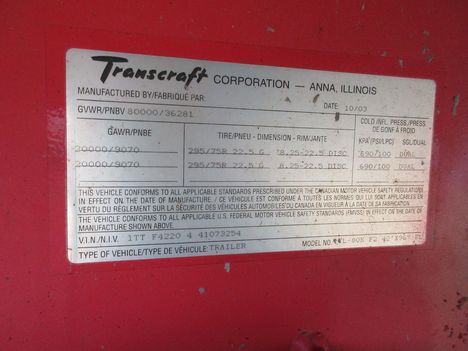 Transcraft CORPORATION — ANNA, ILLINOIS
MANUFACTURED BY/FABRIQUÉ PAR:
GVWR/PNBV 80000/36281 DATE: 10/03
GAWR/PNBE TIRE/PNEU - DIMENSION - RIM/JANTE COLD INFL. PRESS./PRESS. DE GONF À FROID
KPA (PSI/LPC) SGL/DUAL
20000/9070 295/75R 22.5 G 8.25-22.5 DISC 690/100 DUAL
20000/9070 295/75R 22.5 G 8.25-22.5 DISC 690/100 DUAL
THIS VEHICLE CONFORMS TO ALL APPLICABLE STANDARDS PRESCRIBED UNDER THE CANADIAN MOTOR VEHICLE SAFETY REGULATIONS
IN EFFECT ON THE DATE OF MANUFACTURE / CE VÉHICULE EST CONFORME À TOUTES LES NORMES QUI LUI SONT APPLICABLES EN
VERTU DU RÈGLEMENT SUR LA SÉCURITÉ DES VÉHICULES AUTOMOBILES DU CANADA EN VIGUEUR À LA DATE DE SA FABRICATION
THIS VEHICLE CONFORMS TO ALL APPLICABLE U.S. FEDERAL MOTOR VEHICLE SAFETY STANDARDS (FMVSS) IN EFFECT ON THE DATE OF
MANUFACTURE SHOWN ABOVE
V.I.N./N.I.V. 1TT F4220 4 41073254 MODEL NO.
TYPE OF VEHICLE/TYPE DE VÉHICULE: TRAILER